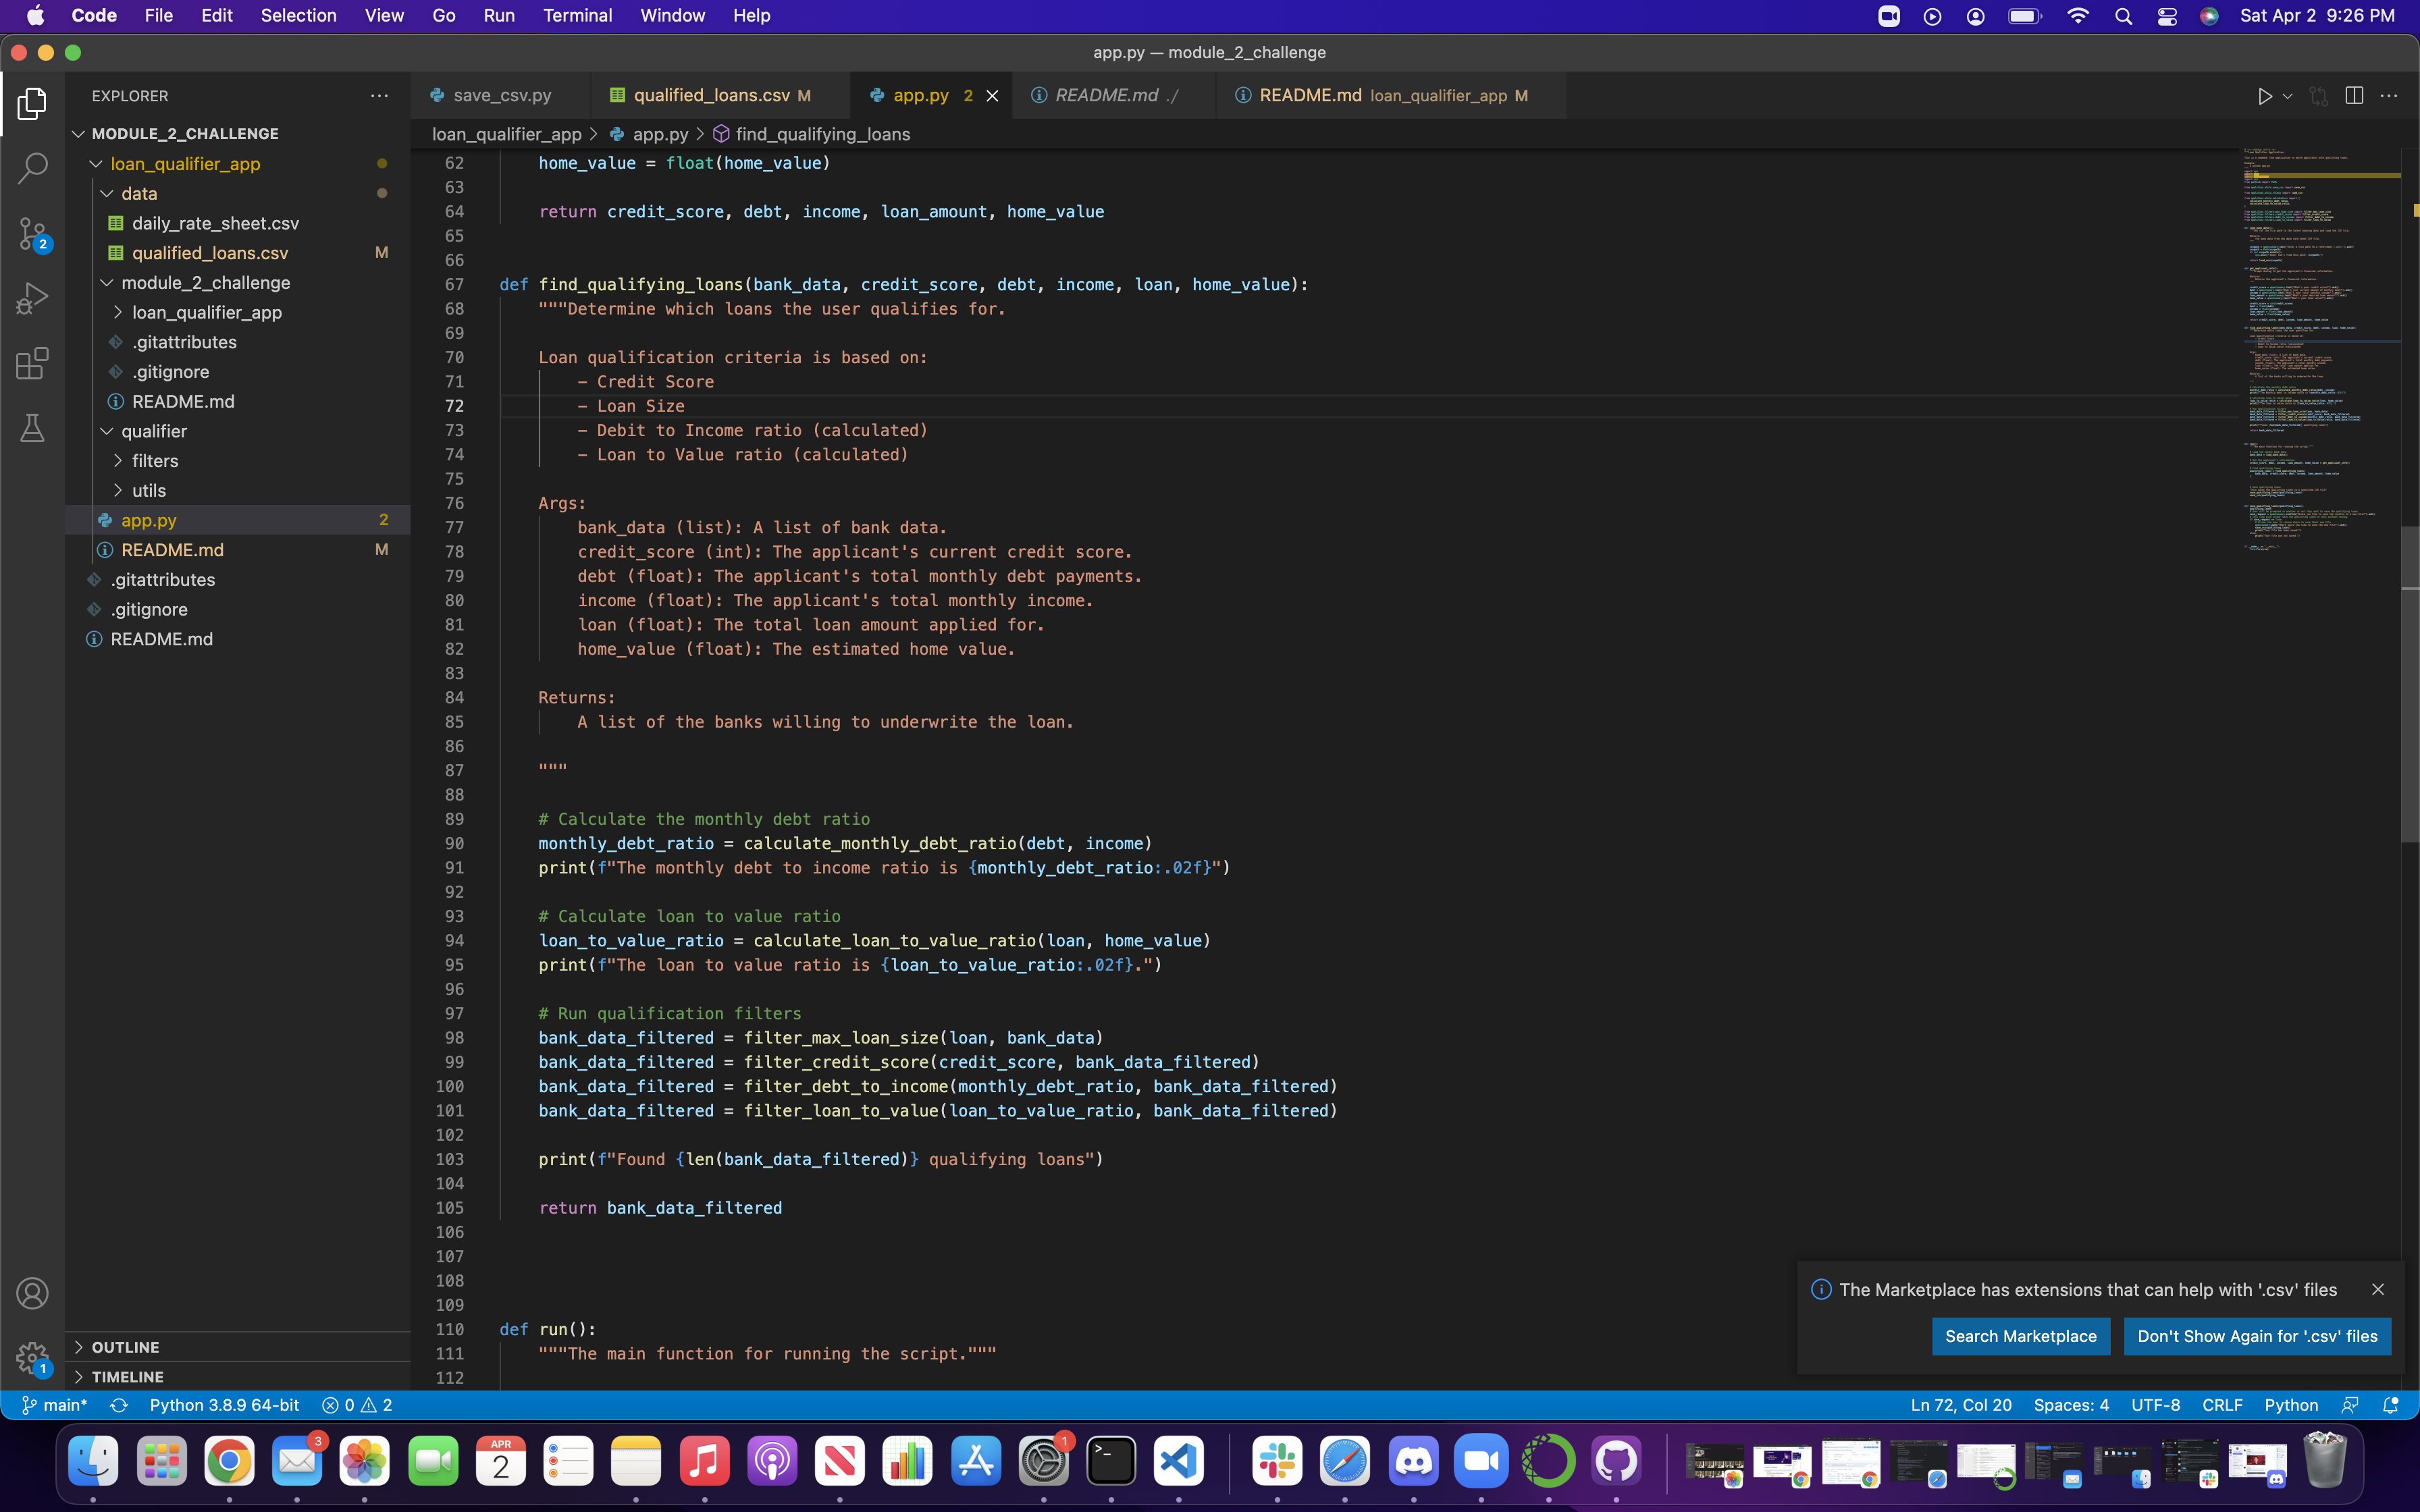 Code File Edit Selection View Go Run Terminal Window Help Sat Apr 2 9:26 PM
app.py — module_2_challenge
EXPLORER
save_csv.py qualified_loans.csv M app.py 2 README.md ./ README.md loan_qualifier_app M
loan_qualifier_app > app.py > find_qualifying_loans
MODULE_2_CHALLENGE
loan_qualifier_app
data
daily_rate_sheet.csv
qualified_loans.csv M
module_2_challenge
loan_qualifier_app
.gitattributes
.gitignore
README.md
qualifier
filters
utils
app.py 2
README.md M
.gitattributes
.gitignore
README.md
OUTLINE
TIMELINE
2
1
62 home_value = float(home_value)
63
64 return credit_score, debt, income, loan_amount, home_value
65
66
67 def find_qualifying_loans(bank_data, credit_score, debt, income, loan, home_value):
68 """Determine which loans the user qualifies for.
69
70 Loan qualification criteria is based on:
71 - Credit Score
72 - Loan Size
73 - Debit to Income ratio (calculated)
74 - Loan to Value ratio (calculated)
75
76 Args:
77 bank_data (list): A list of bank data.
78 credit_score (int): The applicant's current credit score.
79 debt (float): The applicant's total monthly debt payments.
80 income (float): The applicant's total monthly income.
81 loan (float): The total loan amount applied for.
82 home_value (float): The estimated home value.
83
84 Returns:
85 A list of the banks willing to underwrite the loan.
86
87 """
88
89 # Calculate the monthly debt ratio
90 monthly_debt_ratio = calculate_monthly_debt_ratio(debt, income)
91 print(f"The monthly debt to income ratio is {monthly_debt_ratio:.02f}")
92
93 # Calculate loan to value ratio
94 loan_to_value_ratio = calculate_loan_to_value_ratio(loan, home_value)
95 print(f"The loan to value ratio is {loan_to_value_ratio:.02f}.")
96
97 # Run qualification filters
98 bank_data_filtered = filter_max_loan_size(loan, bank_data)
99 bank_data_filtered = filter_credit_score(credit_score, bank_data_filtered)
100 bank_data_filtered = filter_debt_to_income(monthly_debt_ratio, bank_data_filtered)
101 bank_data_filtered = filter_loan_to_value(loan_to_value_ratio, bank_data_filtered)
102
103 print(f"Found {len(bank_data_filtered)} qualifying loans")
104
105 return bank_data_filtered
106
107
108
109
110 def run():
111 """The main function for running the script."""
112
The Marketplace has extensions that can help with '.csv' files
Search Marketplace Don't Show Again for '.csv' files
main* Python 3.8.9 64-bit 0 2 Ln 72, Col 20 Spaces: 4 UTF-8 CRLF Python
3 APR 2 1